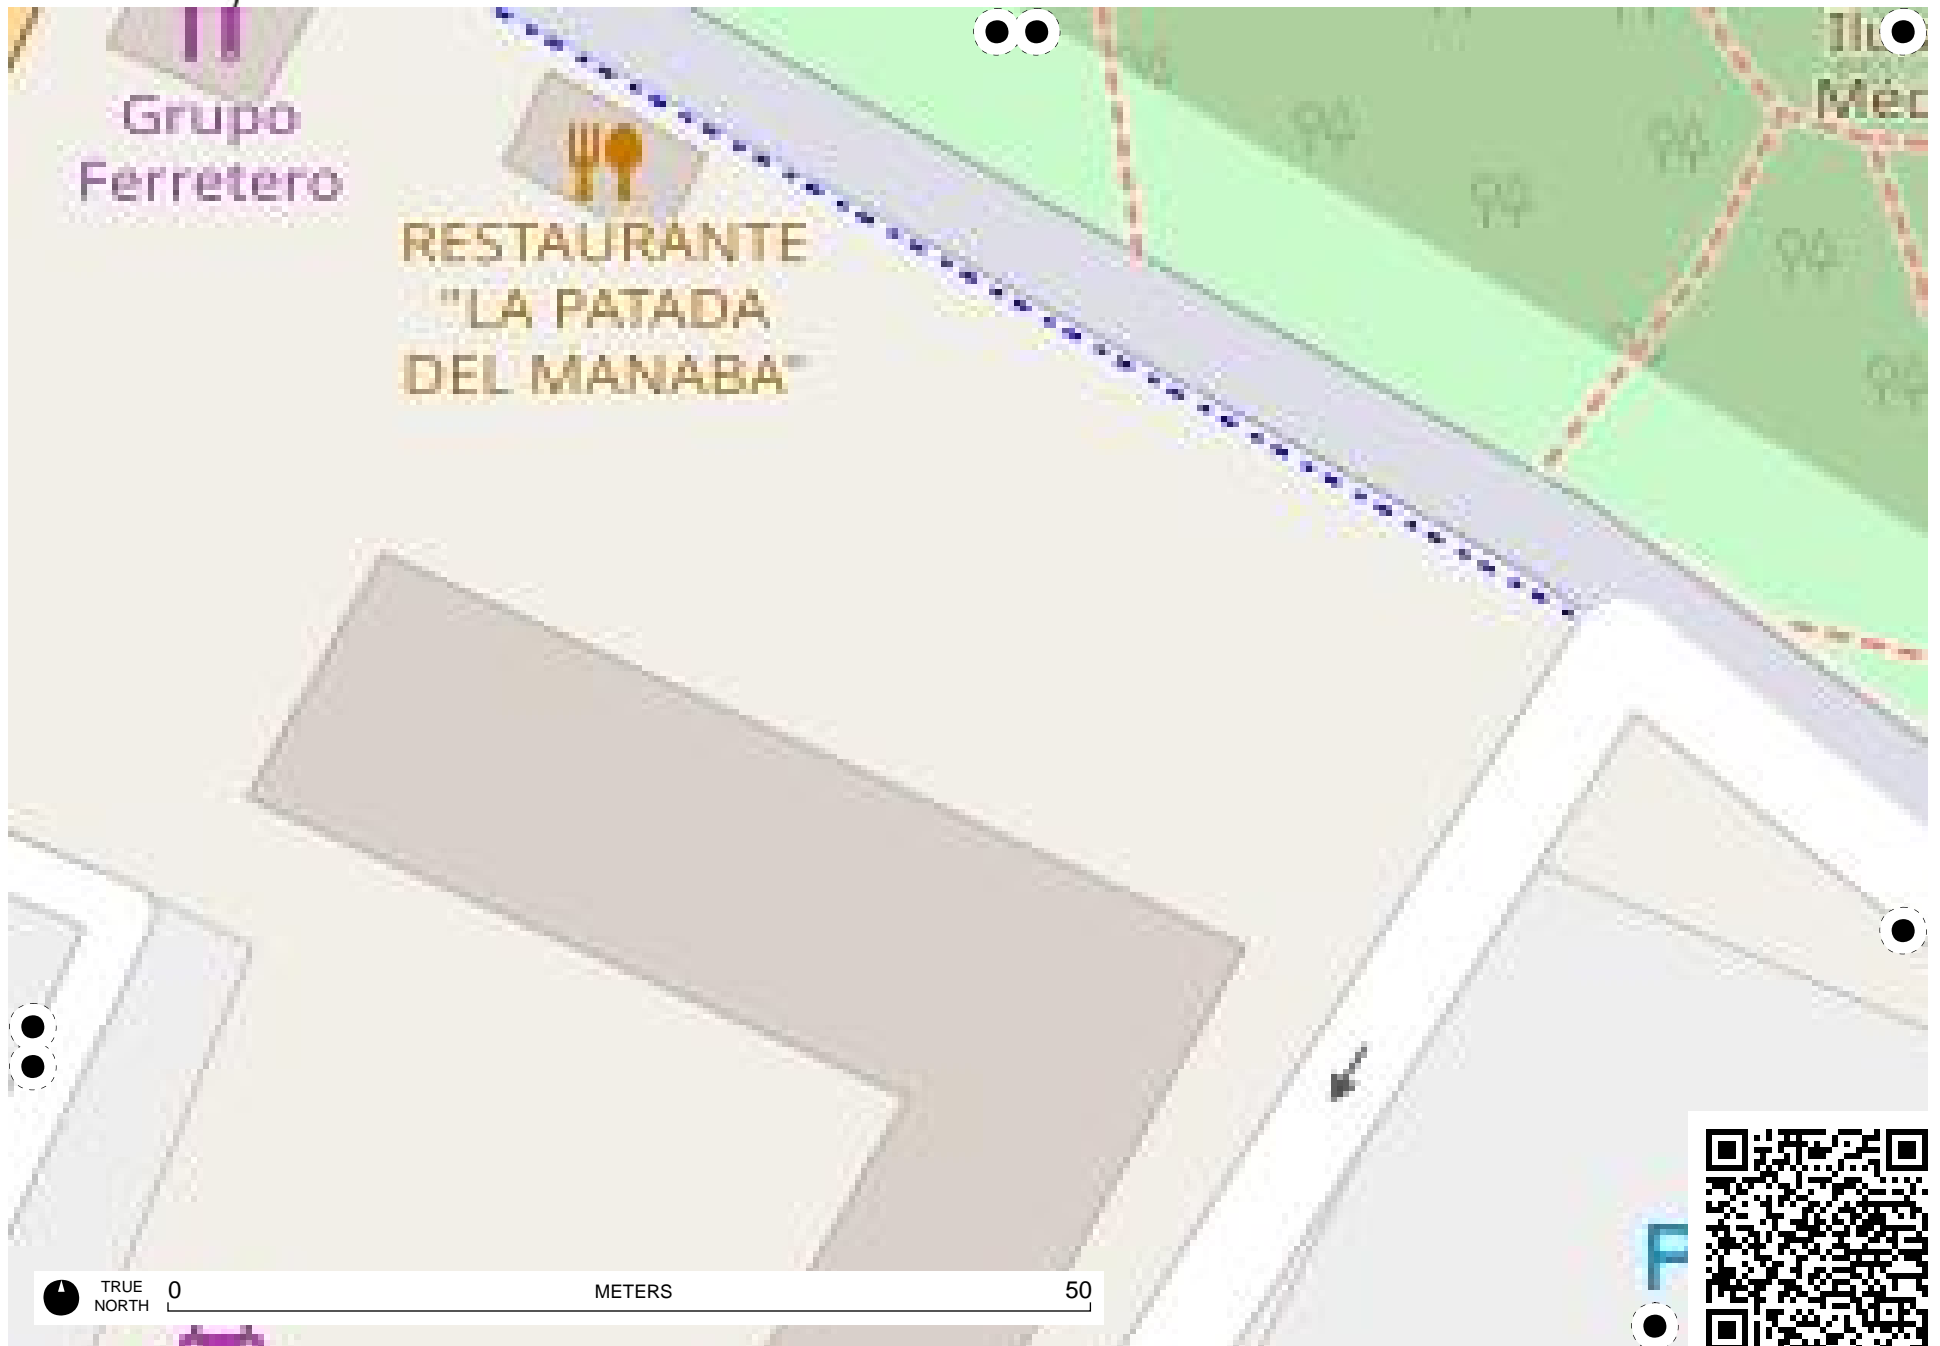 Grupo
Ferretero
RESTAURANTE
"LA PATADA
DEL MANABA"
P
TRUE
NORTH
0
METERS
50